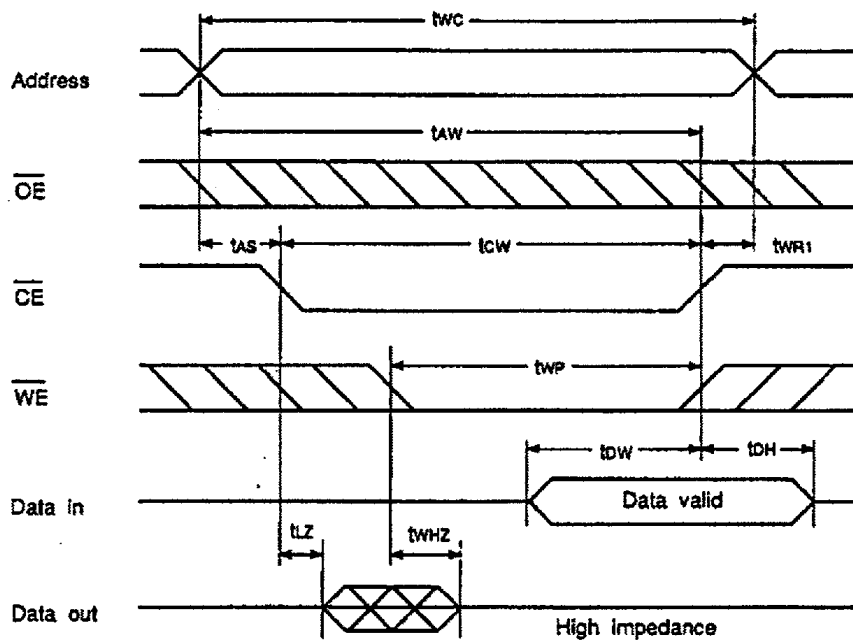 tWC
Address
tAW
OE
tAS
tCW
tWR1
CE
tWP
WE
tDW
tDH
Data in
Data valid
tLZ
tWHZ
Data out
High impedance